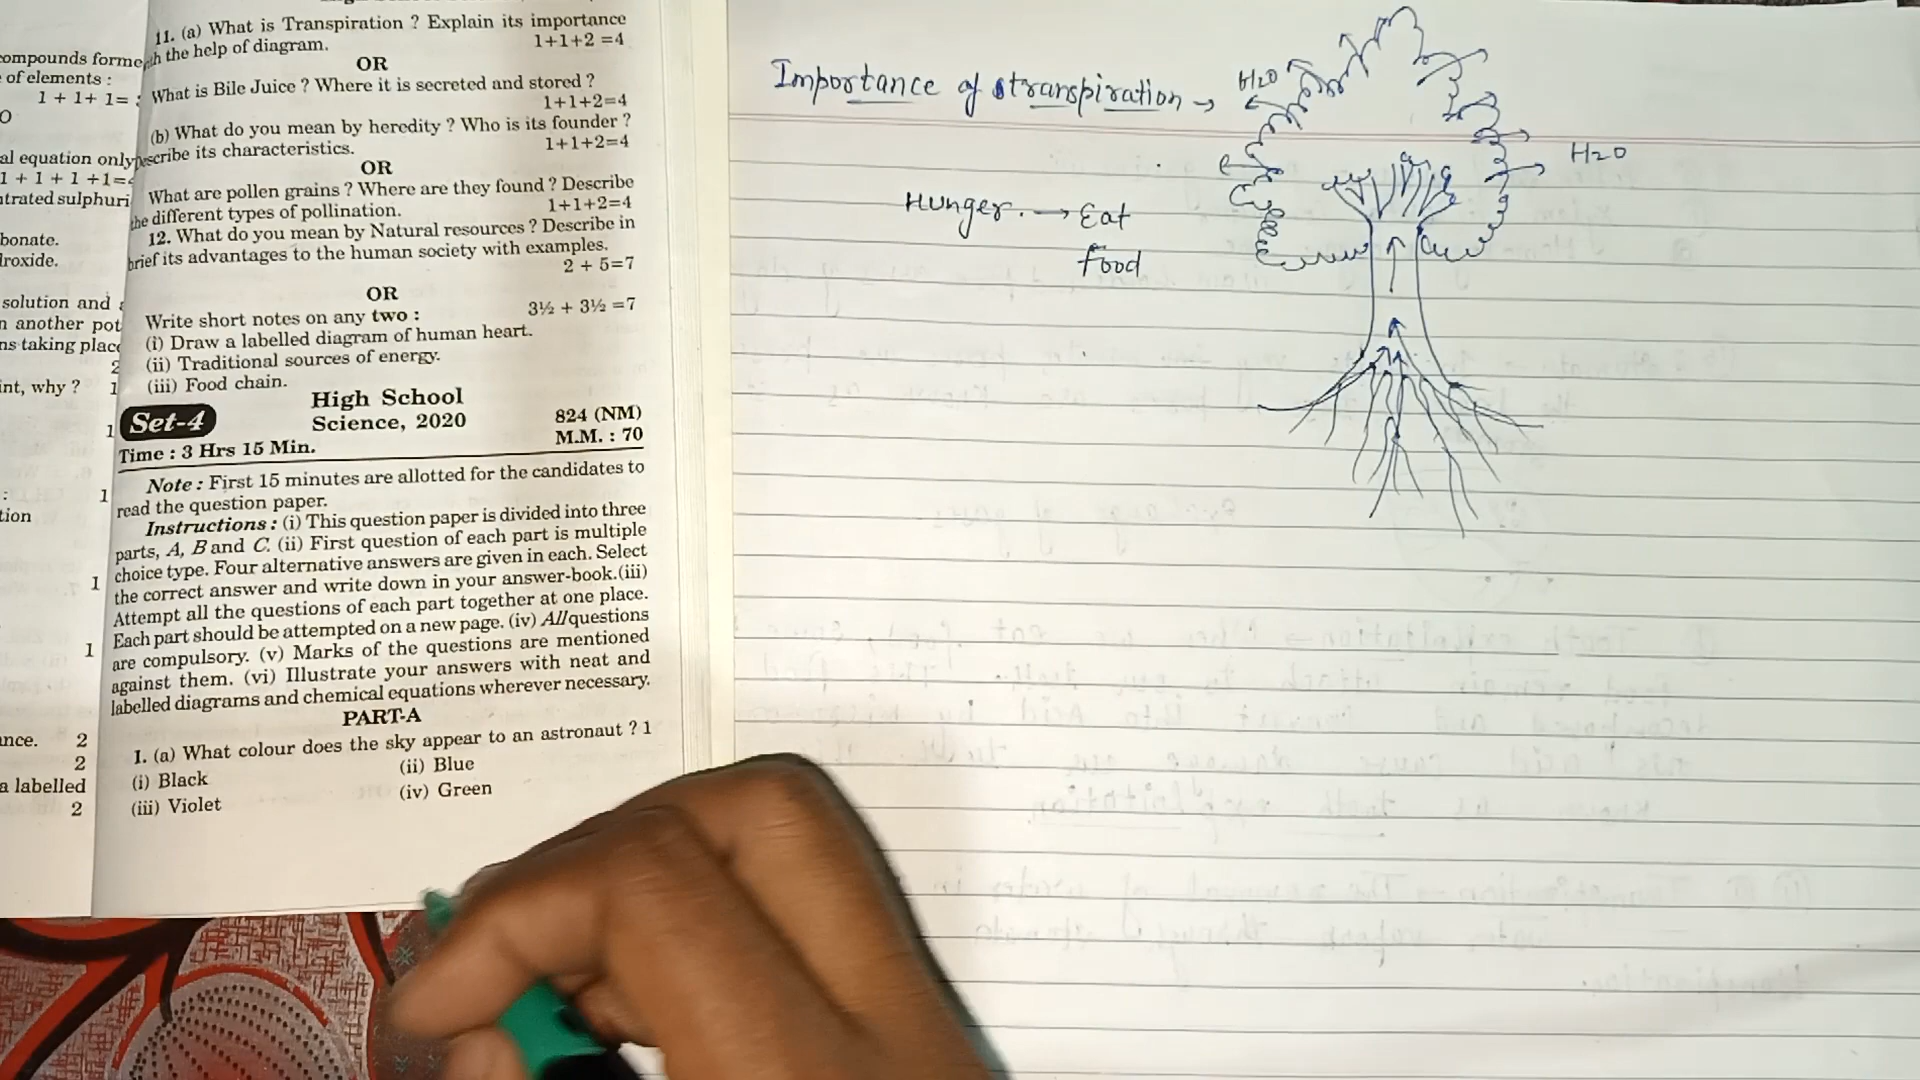 ompounds forme
of elements :
1 + 1+ 1=
O
al equation only
1 + 1 + 1 +1=
trated sulphuri
bonate.
droxide.
solution and
n another pot
ns taking place
2
int, why ? 1
1
: 1
tion
1
1
nce. 2
2
a labelled
2
11. (a) What is Transpiration ? Explain its importance
the help of diagram. 1+1+2 =4
OR
What is Bile Juice ? Where it is secreted and stored ?
1+1+2=4
(b) What do you mean by heredity ? Who is its founder ?
scribe its characteristics. 1+1+2=4
OR
What are pollen grains ? Where are they found ? Describe
the different types of pollination. 1+1+2=4
12. What do you mean by Natural resources ? Describe in
brief its advantages to the human society with examples.
2 + 5=7
OR
Write short notes on any two : 3½ + 3½ =7
(i) Draw a labelled diagram of human heart.
(ii) Traditional sources of energy.
(iii) Food chain.
Set-4 High School
Science, 2020 824 (NM)
Time : 3 Hrs 15 Min. M.M. : 70
Note : First 15 minutes are allotted for the candidates to
read the question paper.
Instructions : (i) This question paper is divided into three
parts, A, B and C. (ii) First question of each part is multiple
choice type. Four alternative answers are given in each. Select
the correct answer and write down in your answer-book.(iii)
Attempt all the questions of each part together at one place.
Each part should be attempted on a new page. (iv) All questions
are compulsory. (v) Marks of the questions are mentioned
against them. (vi) Illustrate your answers with neat and
labelled diagrams and chemical equations wherever necessary.
PART-A
1. (a) What colour does the sky appear to an astronaut ? 1
(i) Black (ii) Blue
(iii) Violet (iv) Green
Importance of transpiration →
H2O
H2O
Hunger. → Eat
food